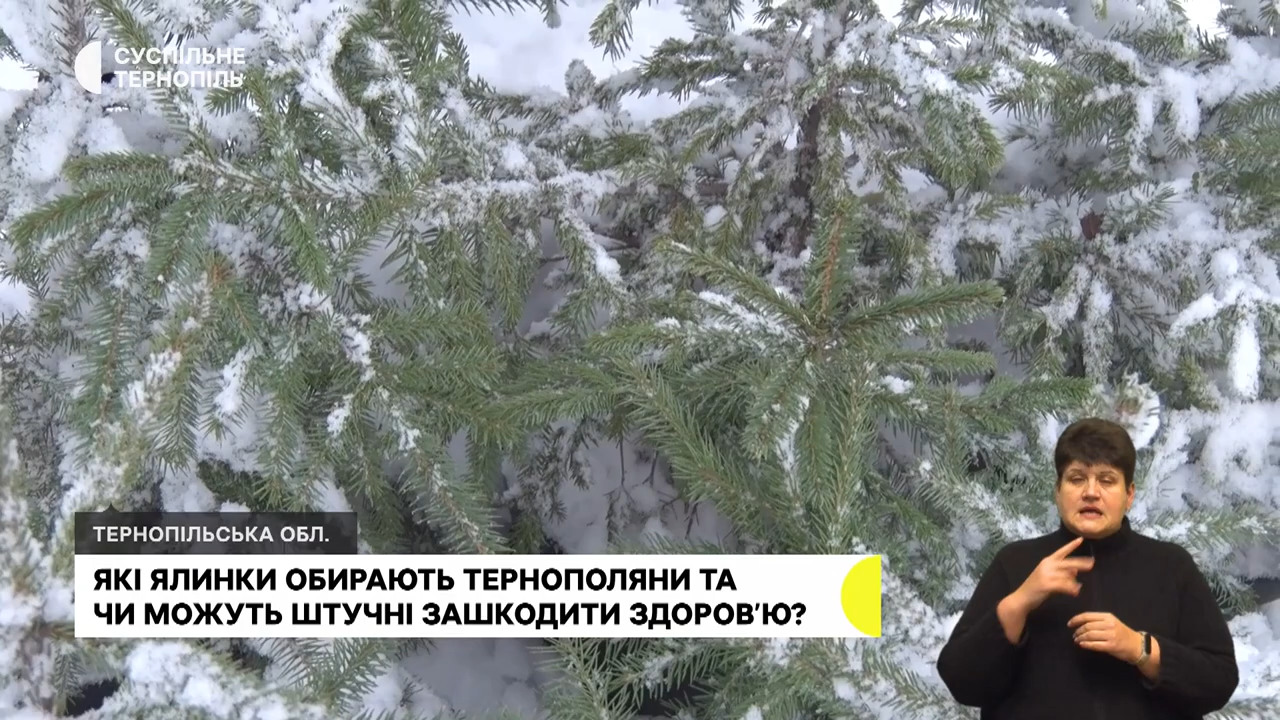 СУСПІЛЬНЕ
ТЕРНОПІЛЬ
ТЕРНОПІЛЬСЬКА ОБЛ.
ЯКІ ЯЛИНКИ ОБИРАЮТЬ ТЕРНОПОЛЯНИ ТА
ЧИ МОЖУТЬ ШТУЧНІ ЗАШКОДИТИ ЗДОРОВ’Ю?